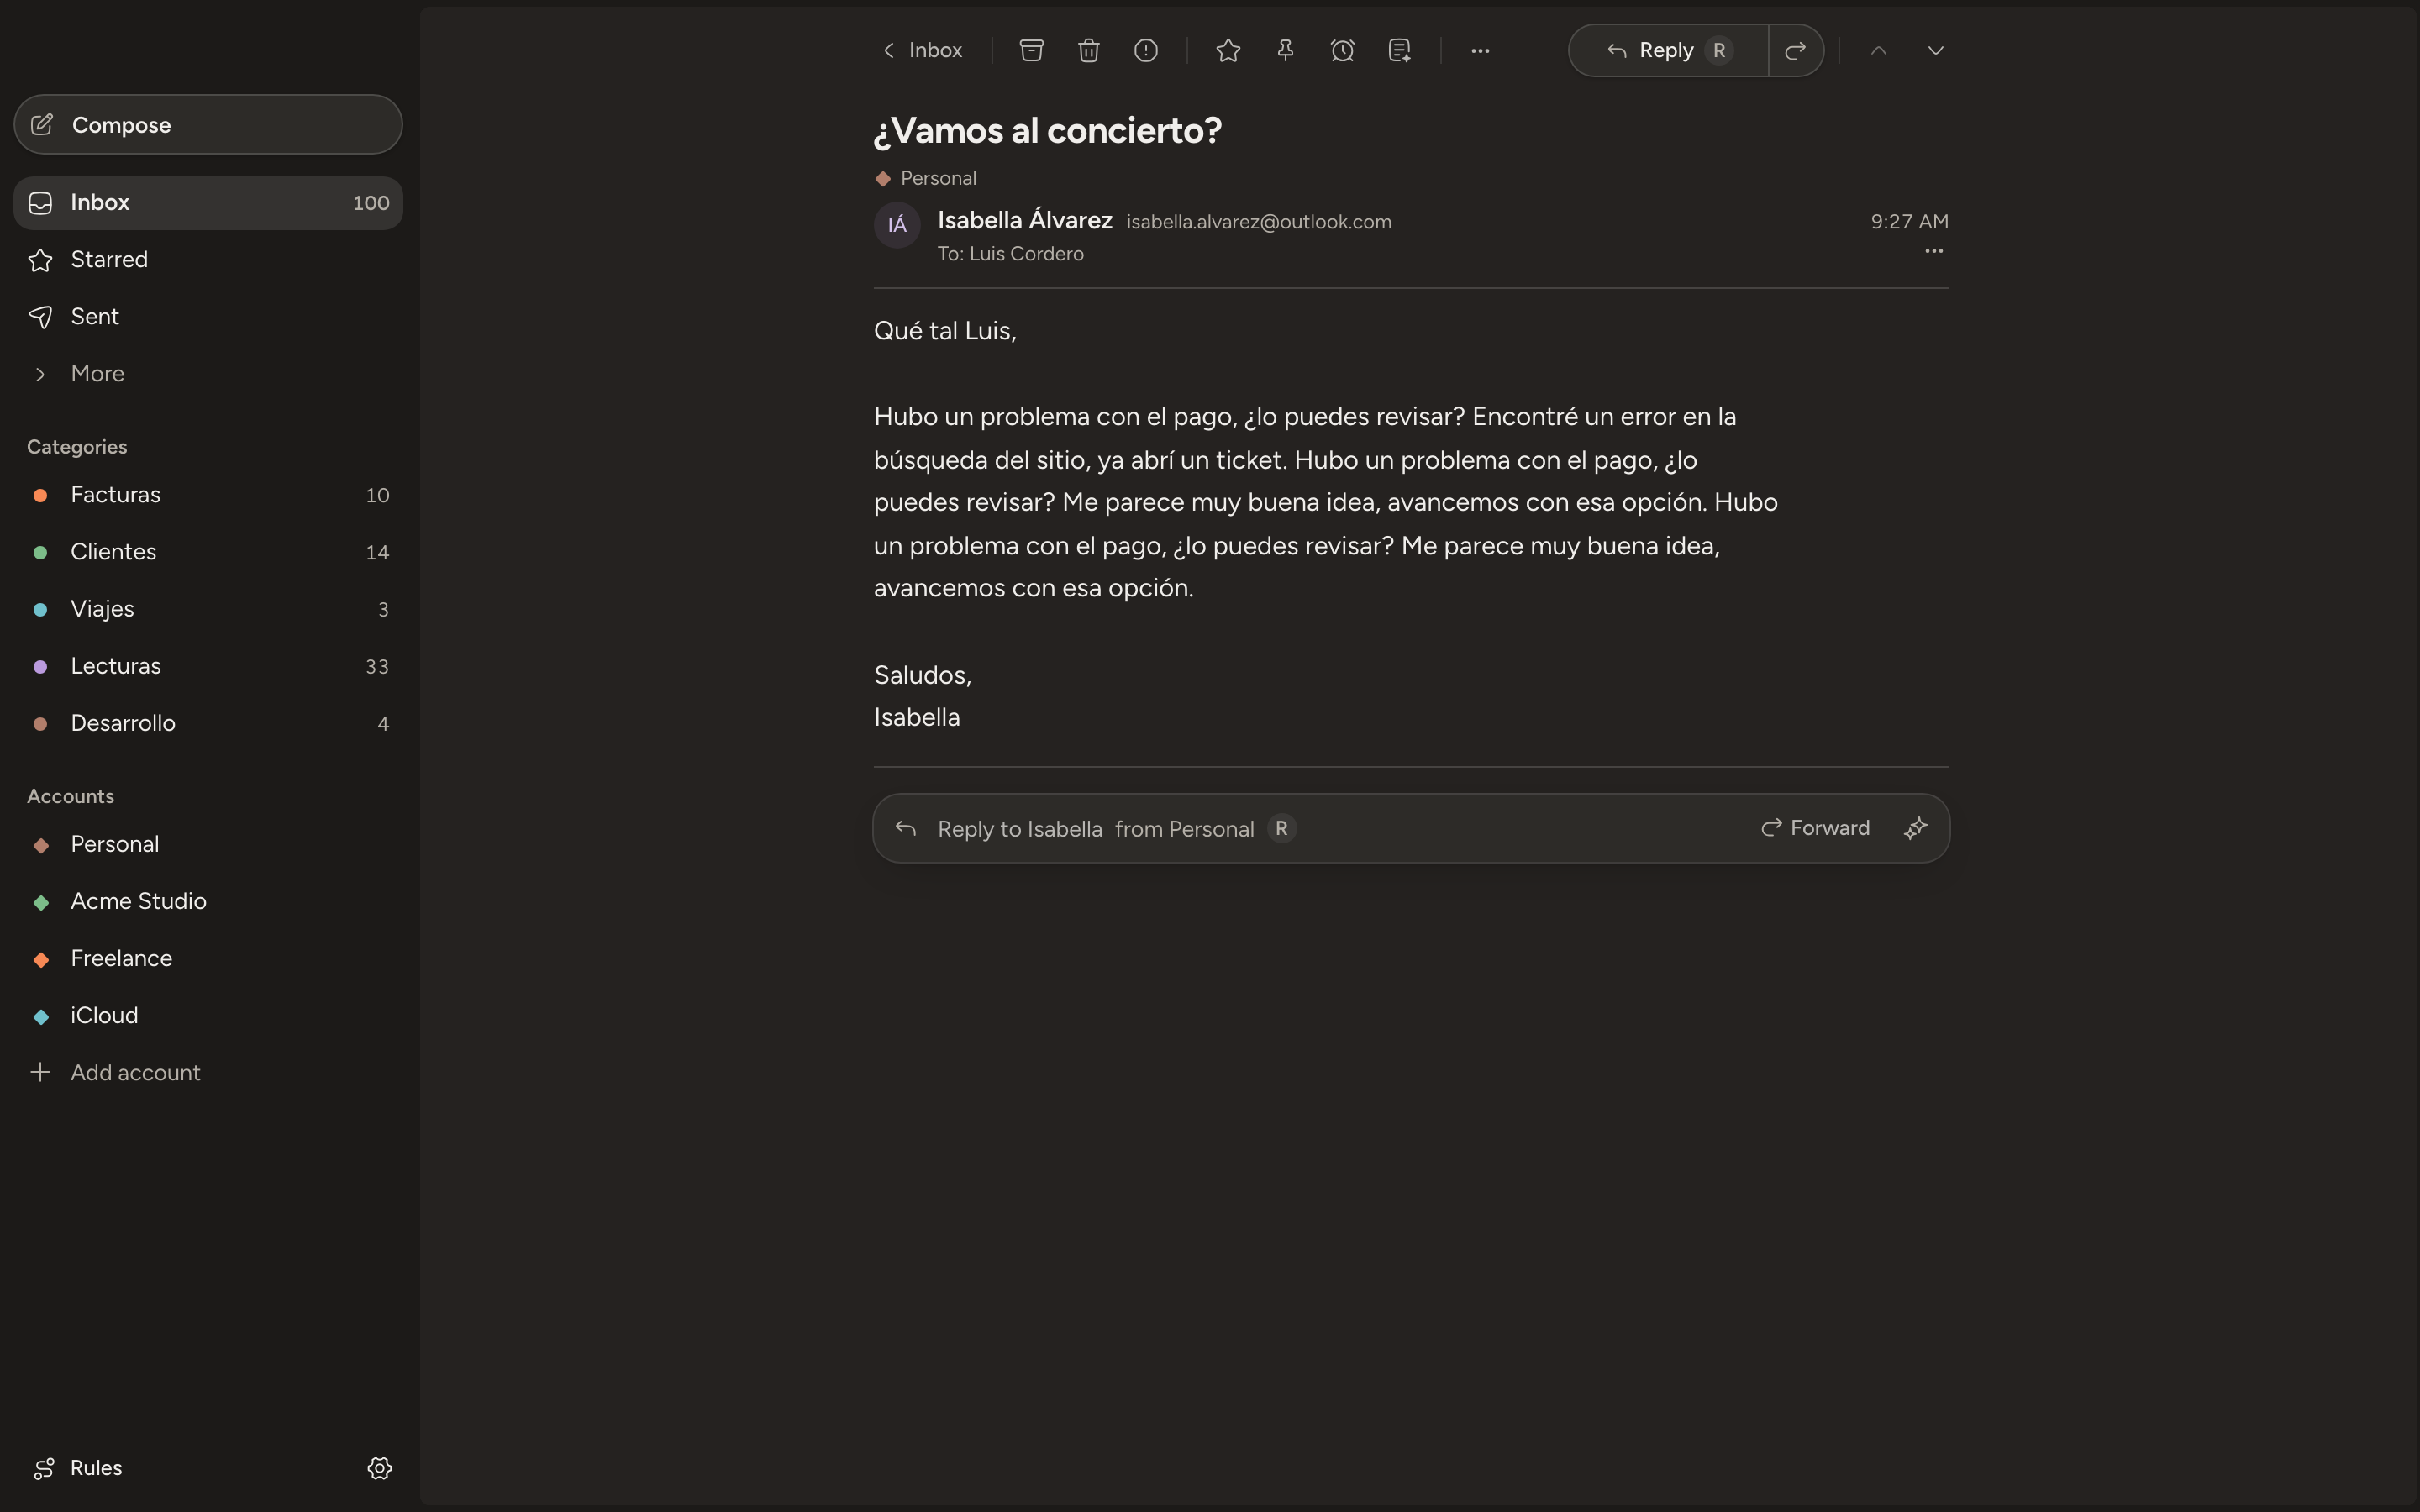 Inbox
Reply R
Compose
Inbox 100
Starred
Sent
More
Categories
Facturas 10
Clientes 14
Viajes 3
Lecturas 33
Desarrollo 4
Accounts
Personal
Acme Studio
Freelance
iCloud
Add account
Rules
¿Vamos al concierto?
Personal
IÁ
Isabella Álvarez isabella.alvarez@outlook.com 9:27 AM
To: Luis Cordero
Qué tal Luis,
Hubo un problema con el pago, ¿lo puedes revisar? Encontré un error en la
búsqueda del sitio, ya abrí un ticket. Hubo un problema con el pago, ¿lo
puedes revisar? Me parece muy buena idea, avancemos con esa opción. Hubo
un problema con el pago, ¿lo puedes revisar? Me parece muy buena idea,
avancemos con esa opción.
Saludos,
Isabella
Reply to Isabella from Personal R Forward